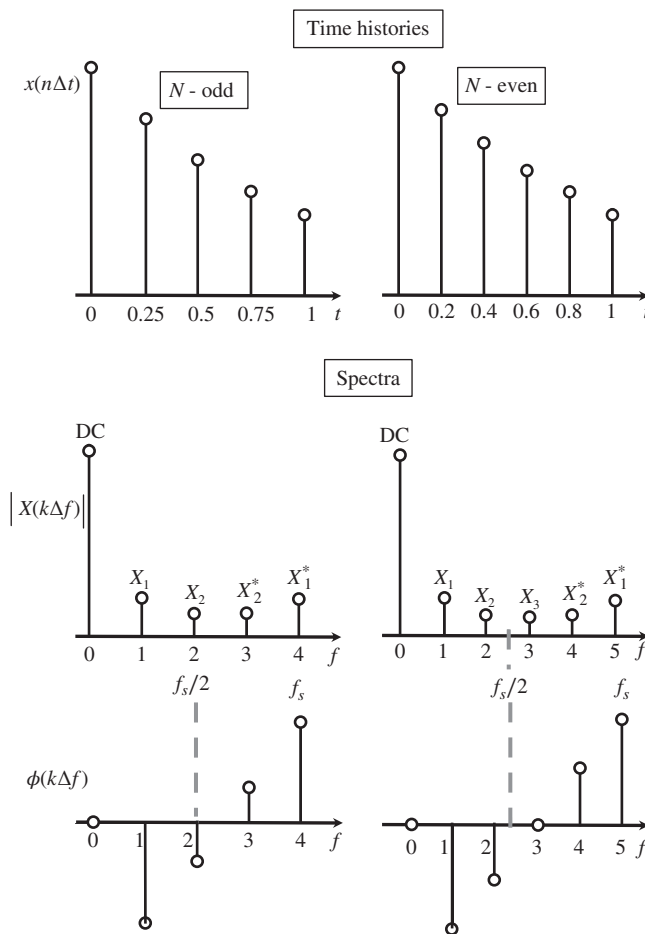 Time histories
x(nΔt)
N - odd
N - even
0 0.25 0.5 0.75 1 t
0 0.2 0.4 0.6 0.8 1 t
Spectra
DC
DC
|X(kΔf)|
X₁ X₂ X₂* X₁*
X₁ X₂ X₃ X₂* X₁*
0 1 2 3 4 f
0 1 2 3 4 5 f
fₛ/2 fₛ
fₛ/2 fₛ
ϕ(kΔf)
0 1 2 3 4 f
0 1 2 3 4 5 f